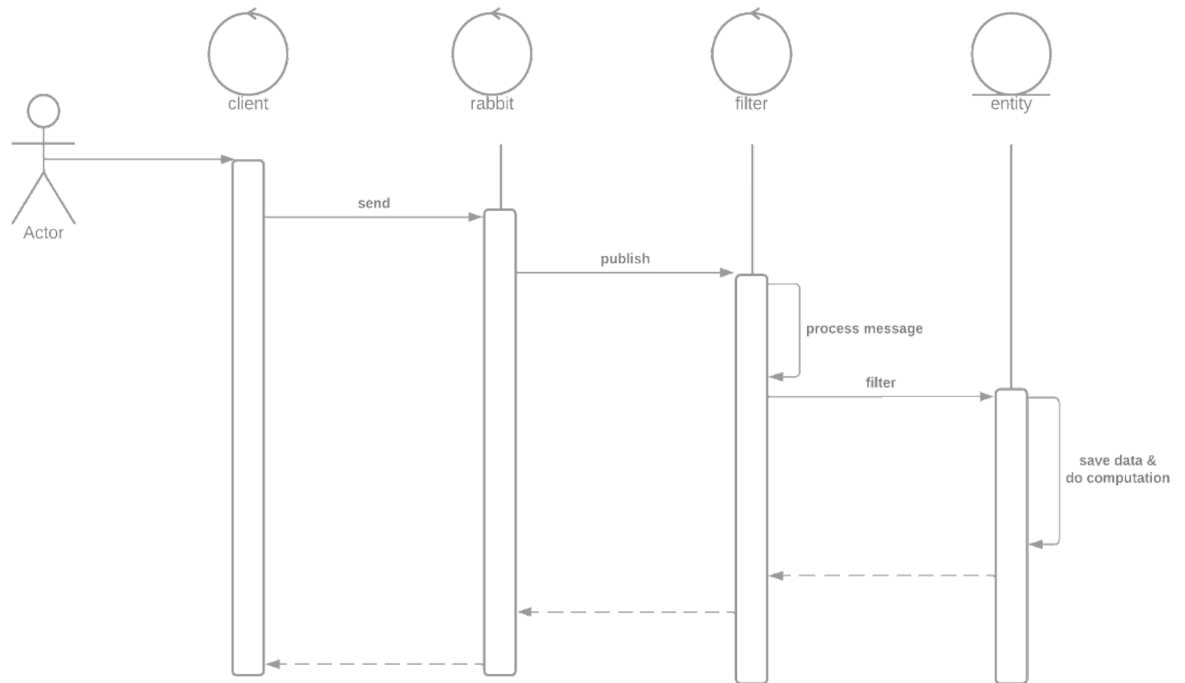 client
rabbit
filter
entity
Actor
send
publish
process message
filter
save data &
do computation